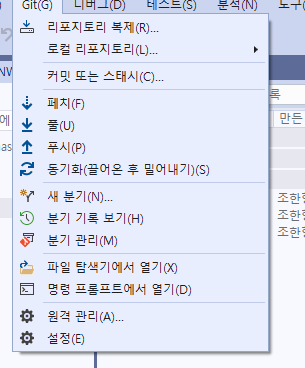 Git(G) 디버그(D) 테스트(S) 분석(N) 도구(
리포지토리 복제(R)...
로컬 리포지토리(L)...
커밋 또는 스태시(C)...
페치(F)
풀(U)
푸시(P)
동기화(끌어온 후 밀어내기)(S)
새 분기(N)...
분기 기록 보기(H)
분기 관리(M)
파일 탐색기에서 열기(X)
명령 프롬프트에서 열기(D)
원격 관리(A)...
설정(E)
록
만든
조한
조한
조한